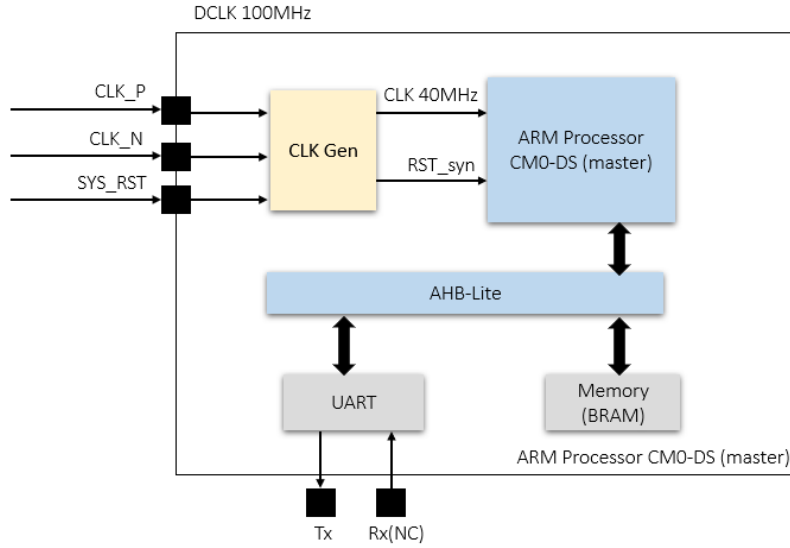 DCLK 100MHz
CLK_P
CLK_N
SYS_RST
CLK Gen
CLK 40MHz
RST_syn
ARM Processor
CM0-DS (master)
AHB-Lite
UART
Memory
(BRAM)
ARM Processor CM0-DS (master)
Tx
Rx(NC)